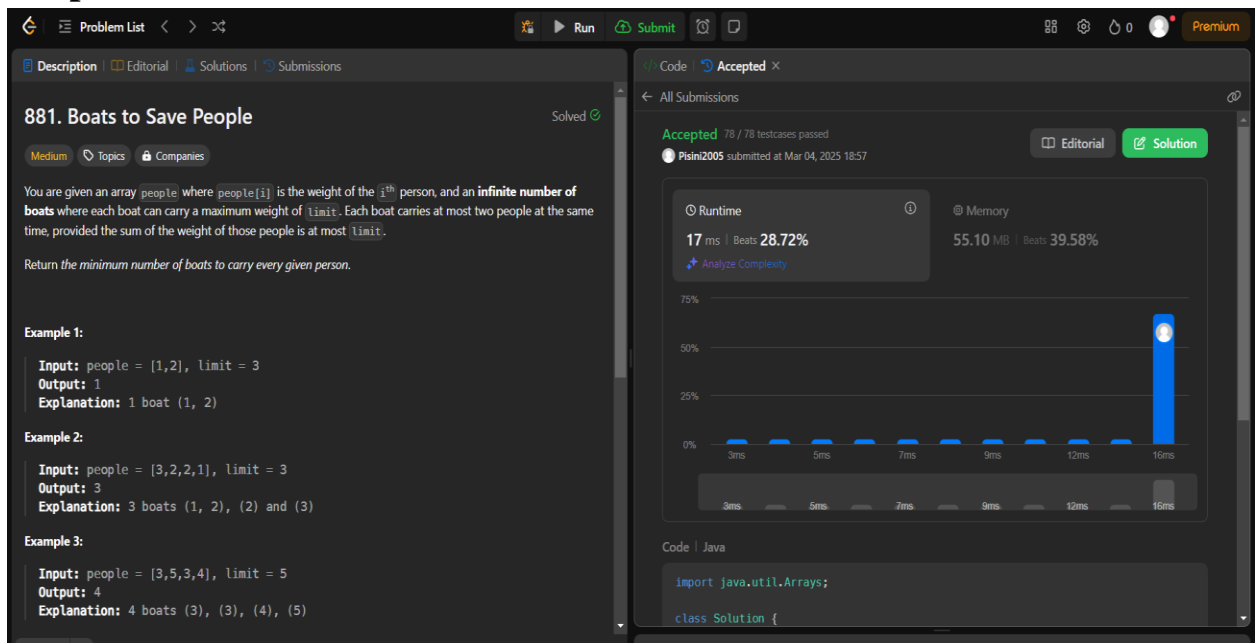 Problem List
Run
Submit
0
Premium
Description | Editorial | Solutions | Submissions
881. Boats to Save People
Solved
Medium Topics Companies
You are given an array people where people[i] is the weight of the ith person, and an infinite number of
boats where each boat can carry a maximum weight of limit. Each boat carries at most two people at the same
time, provided the sum of the weight of those people is at most limit.
Return the minimum number of boats to carry every given person.
Example 1:
Input: people = [1,2], limit = 3
Output: 1
Explanation: 1 boat (1, 2)
Example 2:
Input: people = [3,2,2,1], limit = 3
Output: 3
Explanation: 3 boats (1, 2), (2) and (3)
Example 3:
Input: people = [3,5,3,4], limit = 5
Output: 4
Explanation: 4 boats (3), (3), (4), (5)
</> Code | Accepted ×
← All Submissions
Accepted 78 / 78 testcases passed
Pisini2005 submitted at Mar 04, 2025 18:57
Editorial
Solution
Runtime
17 ms | Beats 28.72%
Analyze Complexity
Memory
55.10 MB | Beats 39.58%
75%
50%
25%
0%
3ms 5ms 7ms 9ms 12ms 16ms
3ms 5ms 7ms 9ms 12ms 16ms
Code | Java
import java.util.Arrays;
class Solution {